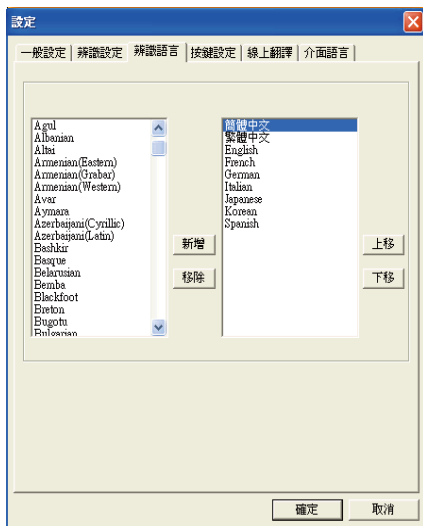 設定
一般設定 辨識設定 辨識語言 按鍵設定 線上翻譯 介面語言
Agul
Albanian
Altai
Armenian(Eastern)
Armenian(Grabar)
Armenian(Western)
Avar
Aymara
Azerbaijani(Cyrillic)
Azerbaijani(Latin)
Bashkir
Basque
Belarusian
Bemba
Blackfoot
Breton
Bugotu
Bulgarian
新增
移除
簡體中文
繁體中文
English
French
German
Italian
Japanese
Korean
Spanish
上移
下移
確定 取消